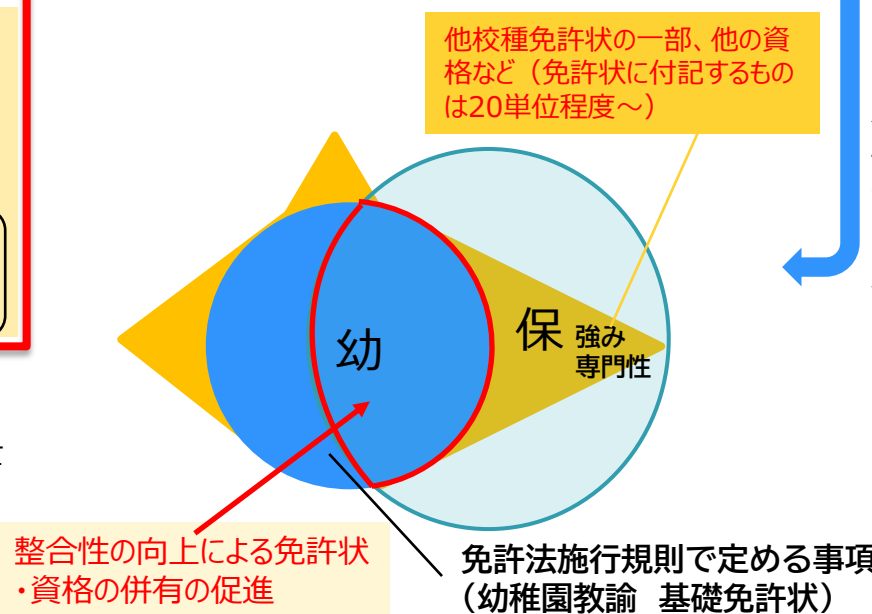 他校種免許状の一部、他の資
格など（免許状に付記するもの
は20単位程度～）
幼
保
強み
専門性
整合性の向上による免許状
・資格の併有の促進
免許法施行規則で定める事項
（幼稚園教諭 基礎免許状）